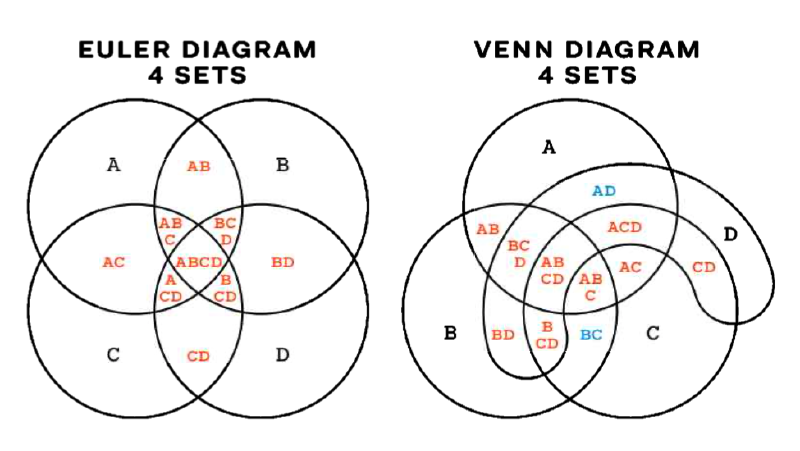 EULER DIAGRAM
4 SETS
A
AB
B
AB
C
BC
D
AC
ABCD
BD
A
CD
B
CD
C
CD
D
VENN DIAGRAM
4 SETS
A
AD
AB
ACD
D
BC
D
AB
CD
AC
CD
AB
C
B
BD
B
CD
BC
C